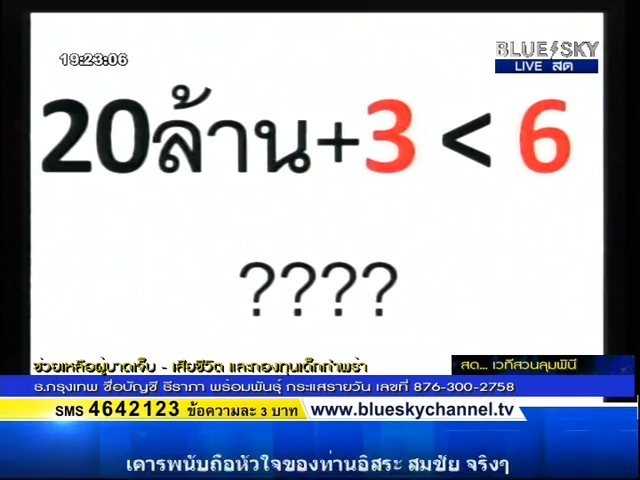 19:23:06
BLUE SKY
LIVE สด
20ล้าน+3 < 6
????
ช่วยเหลือผู้บาดเจ็บ - เสียชีวิต และกองทุนเด็กกำพร้า
สด... เวทีสวนลุมพินี
ธ.กรุงเทพ ชื่อบัญชี ธีราภา พร้อมพันธุ์ กระแสรายวัน เลขที่ 876-300-2758
SMS 4642123 ข้อความละ 3 บาท
www.blueskychannel.tv
เคารพนับถือหัวใจของท่านอิสระ สมชัย จริงๆ